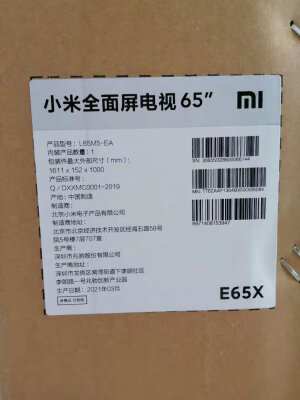 小米全面屏电视 65"
MI
产品型号：L65M5-EA
内装产品数量：1
包装件最大外部尺寸（mm）：
1611 x 152 x 1000
产品标准号：
Q / DXXMC0001-2019
产地：中国制造
制造商：
北京小米电子产品有限公司
制造商地址：
北京市北京经济技术开发区经海五路58号
院5号楼7层707室
生产商：
深圳市兆驰股份有限公司
生产商地址：
深圳市龙岗区南湾街道下李朗社区
李朗路一号兆驰创新产业园
生产日期：2021年03月
6971408153947
E65X